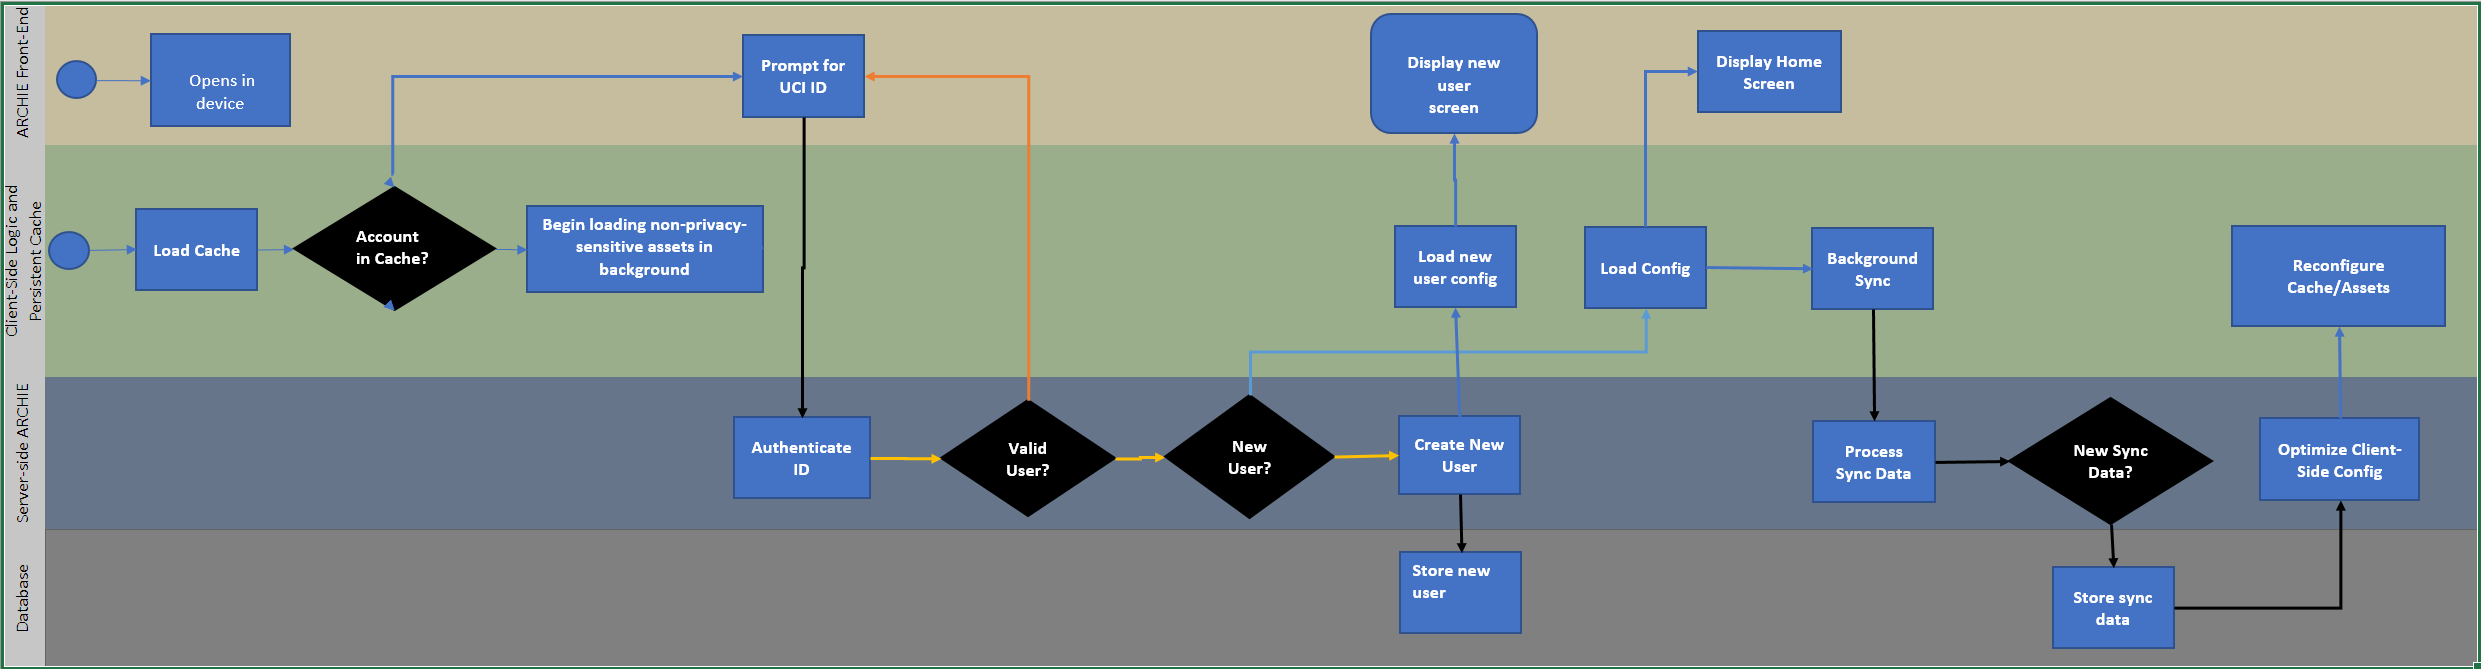 ARCHIE Front-End
Opens in
device
Prompt for
UCI ID
Display new
user
screen
Display Home
Screen
Client-Side Logic and
Persistent Cache
Load Cache
Account
in Cache?
Begin loading non-privacy-
sensitive assets in
background
Load new
user config
Load Config
Background
Sync
Reconfigure
Cache/Assets
Server-side ARCHIE
Authenticate
ID
Valid
User?
New
User?
Create New
User
Process
Sync Data
New Sync
Data?
Optimize Client-
Side Config
Database
Store new
user
Store sync
data